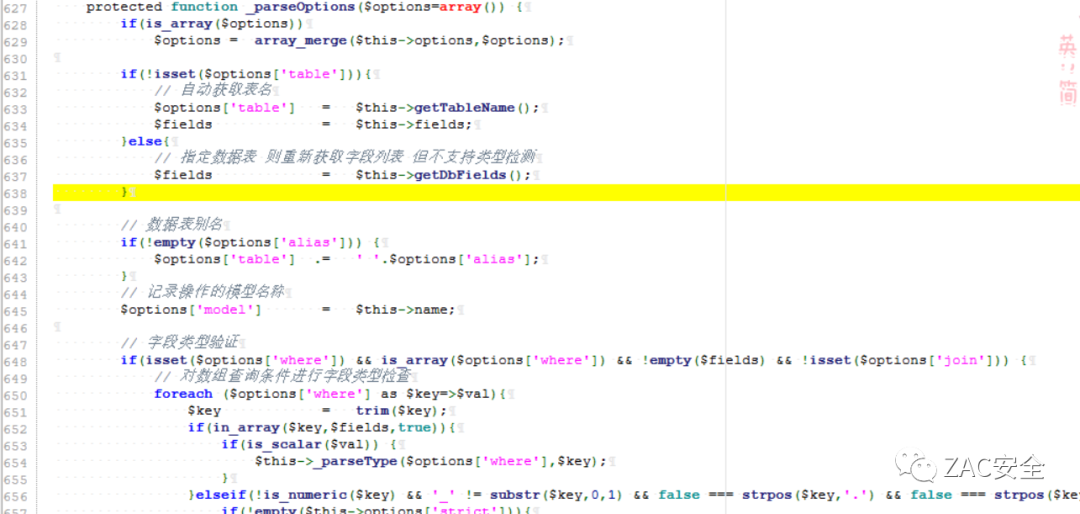 627 protected function _parseOptions($options=array()) {
628 if(is_array($options))
629 $options = array_merge($this->options,$options);
630
631 if(!isset($options['table'])){
632 // 自动获取表名
633 $options['table'] = $this->getTableName();
634 $fields = $this->fields;
635 }else{
636 // 指定数据表 则重新获取字段列表 但不支持类型检测
637 $fields = $this->getDbFields();
638 }
639
640 // 数据表别名
641 if(!empty($options['alias'])) {
642 $options['table'] .= ' '.$options['alias'];
643 }
644 // 记录操作的模型名称
645 $options['model'] = $this->name;
646
647 // 字段类型验证
648 if(isset($options['where']) && is_array($options['where']) && !empty($fields) && !isset($options['join'])) {
649 // 对数组查询条件进行字段类型检查
650 foreach ($options['where'] as $key=>$val){
651 $key = trim($key);
652 if(in_array($key,$fields,true)){
653 if(is_scalar($val)) {
654 $this->_parseType($options['where'],$key);
655 }
656 }elseif(!is_numeric($key) && '_' != substr($key,0,1) && false === strpos($key,'.') && false === strpos($key
657 if(!empty($this->options['strict'])){
英
简
ZAC安全